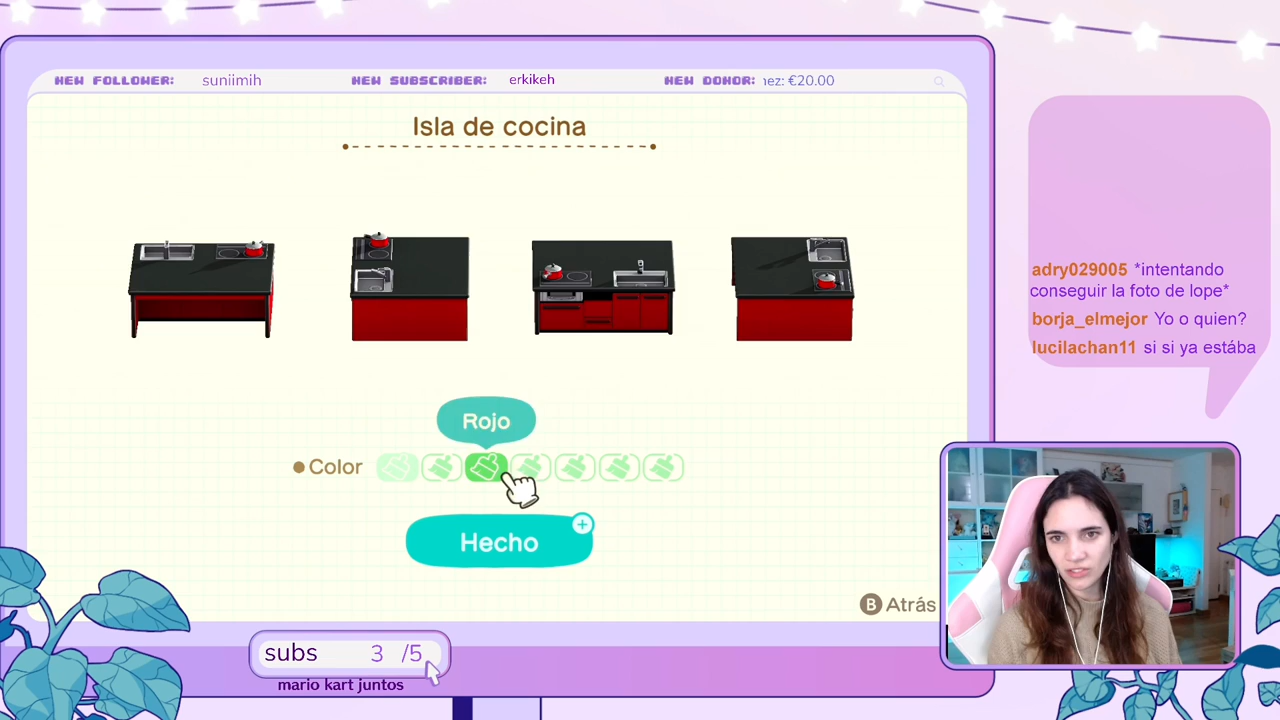 NEW FOLLOWER: suniimih NEW SUBSCRIBER: erkikeh NEW DONOR: nez: €20.00
Isla de cocina
adry029005 *intentando
conseguir la foto de lope*
borja_elmejor Yo o quien?
lucilachan11 si si ya estába
Rojo
Color
Hecho
B Atrás
subs 3 /5
mario kart juntos